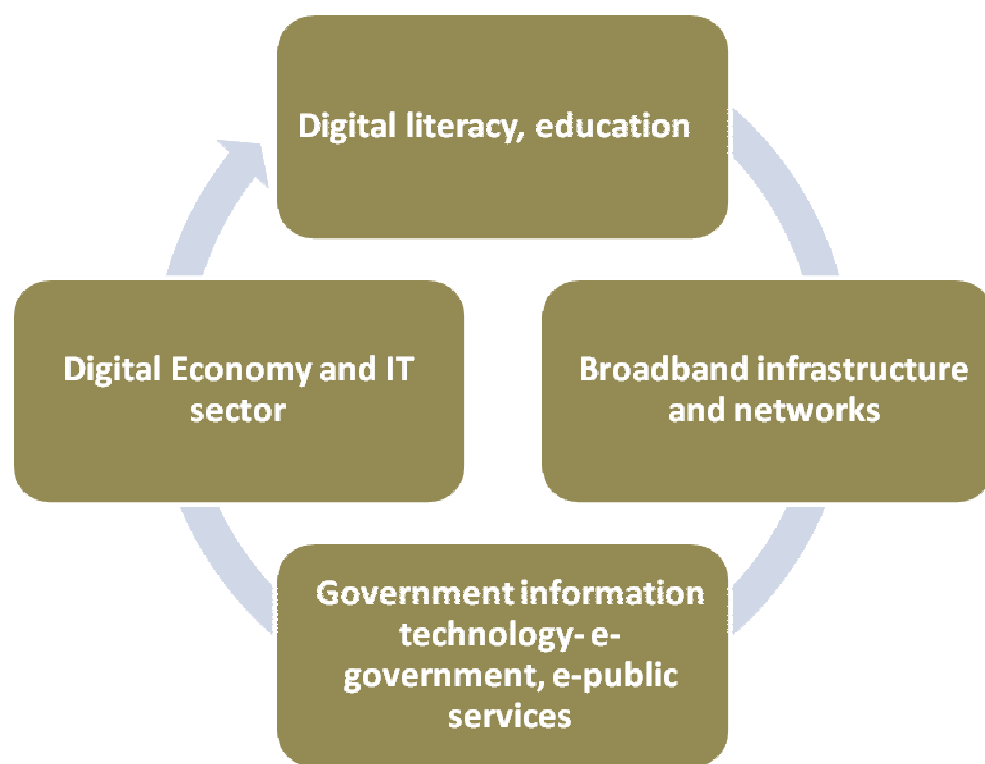 Digital literacy, education
Digital Economy and IT
sector
Broadband infrastructure
and networks
Government information
technology- e-
government, e-public
services